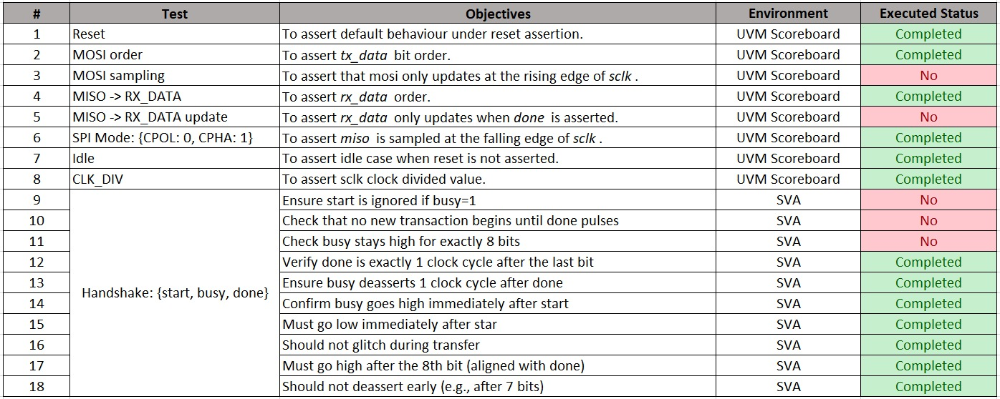 # Test Objectives Environment Executed Status
1 Reset To assert default behaviour under reset assertion. UVM Scoreboard Completed
2 MOSI order To assert tx_data bit order. UVM Scoreboard Completed
3 MOSI sampling To assert that mosi only updates at the rising edge of sclk . UVM Scoreboard No
4 MISO -> RX_DATA To assert rx_data order. UVM Scoreboard Completed
5 MISO -> RX_DATA update To assert rx_data only updates when done is asserted. UVM Scoreboard No
6 SPI Mode: {CPOL: 0, CPHA: 1} To assert miso is sampled at the falling edge of sclk . UVM Scoreboard Completed
7 Idle To assert idle case when reset is not asserted. UVM Scoreboard Completed
8 CLK_DIV To assert sclk clock divided value. UVM Scoreboard Completed
9 Ensure start is ignored if busy=1 SVA No
10 Check that no new transaction begins until done pulses SVA No
11 Check busy stays high for exactly 8 bits SVA No
12 Verify done is exactly 1 clock cycle after the last bit SVA Completed
13 Ensure busy deasserts 1 clock cycle after done SVA Completed
Handshake: {start, busy, done}
14 Confirm busy goes high immediately after start SVA Completed
15 Must go low immediately after star SVA Completed
16 Should not glitch during transfer SVA Completed
17 Must go high after the 8th bit (aligned with done) SVA Completed
18 Should not deassert early (e.g., after 7 bits) SVA Completed